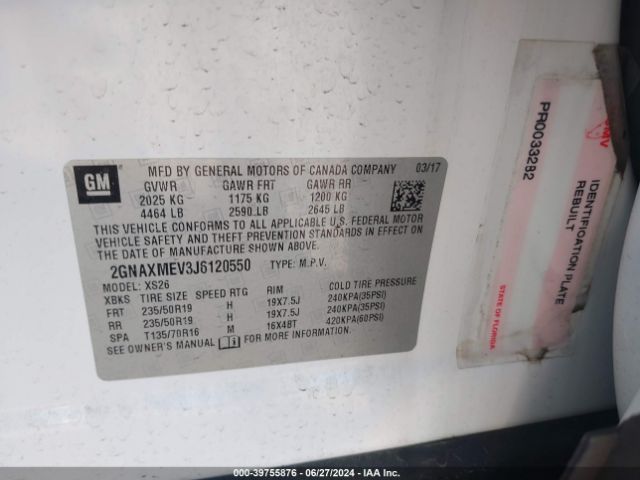 GM
MFD BY GENERAL MOTORS OF CANADA COMPANY 03/17
GVWR GAWR FRT GAWR RR
2025 KG 1175 KG 1200 KG
4464 LB 2590 LB 2645 LB
THIS VEHICLE CONFORMS TO ALL APPLICABLE U.S. FEDERAL MOTOR
VEHICLE SAFETY AND THEFT PREVENTION STANDARDS IN EFFECT ON
THE DATE OF MANUFACTURE SHOWN ABOVE.
2GNAXMEV3J6120550 TYPE: M.P.V.
MODEL: XS26
XBKS TIRE SIZE SPEED RTG RIM COLD TIRE PRESSURE
FRT 235/50R19 H 19X7.5J 240KPA(35PSI)
RR 235/50R19 H 19X7.5J 240KPA(35PSI)
SPA T135/70R16 M 16X4BT 420KPA(60PSI)
SEE OWNER'S MANUAL FOR MORE INFORMATION.
DMV
IDENTIFICATION PLATE
REBUILT
PR0033292
STATE OF FLORIDA
000-39755876 - 06/27/2024 - IAA Inc.